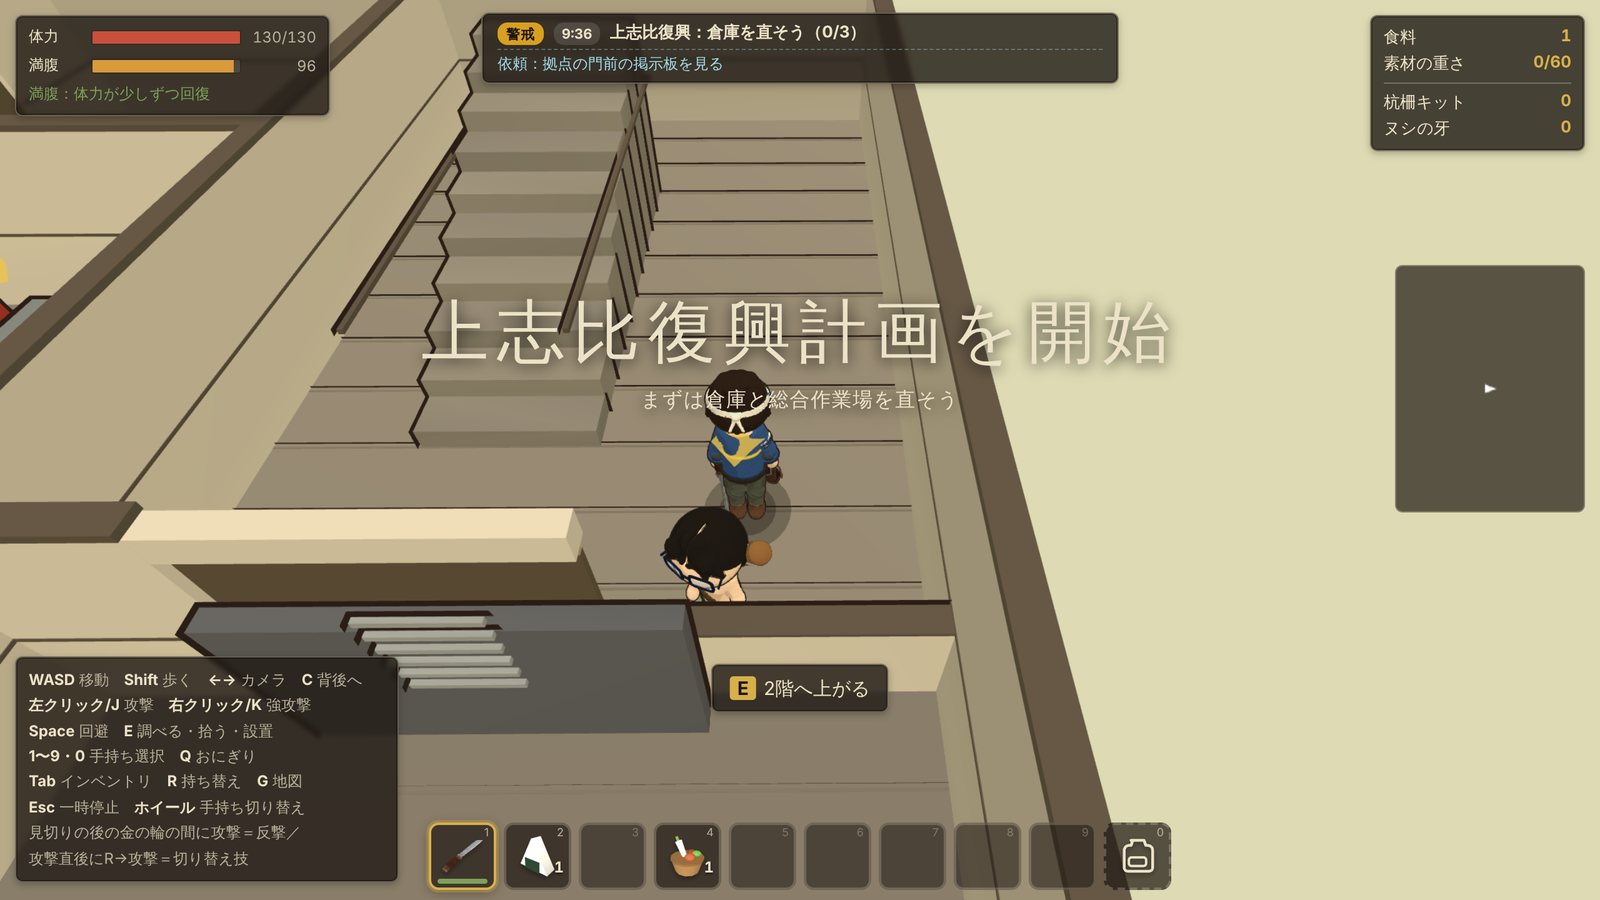 体力 130/130
満腹 96
満腹：体力が少しずつ回復
警戒 9:36 上志比復興：倉庫を直そう（0/3）
依頼：拠点の門前の掲示板を見る
食料 1
素材の重さ 0/60
杭柵キット 0
ヌシの牙 0
上志比復興計画を開始
まずは倉庫と総合作業場を直そう
E 2階へ上がる
WASD 移動 Shift 歩く ←→ カメラ C 背後へ
左クリック/J 攻撃 右クリック/K 強攻撃
Space 回避 E 調べる・拾う・設置
1〜9・0 手持ち選択 Q おにぎり
Tab インベントリ R 持ち替え G 地図
Esc 一時停止 ホイール 手持ち切り替え
見切りの後の金の輪の間に攻撃＝反撃／
攻撃直後にR→攻撃＝切り替え技
1 2 3 4 5 6 7 8 9 0
1 1